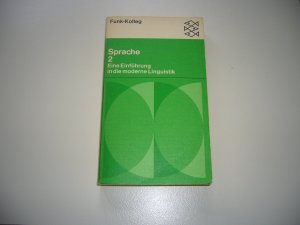 Funk-Kolleg
Sprache
2
Eine Einführung
in die moderne Linguistik